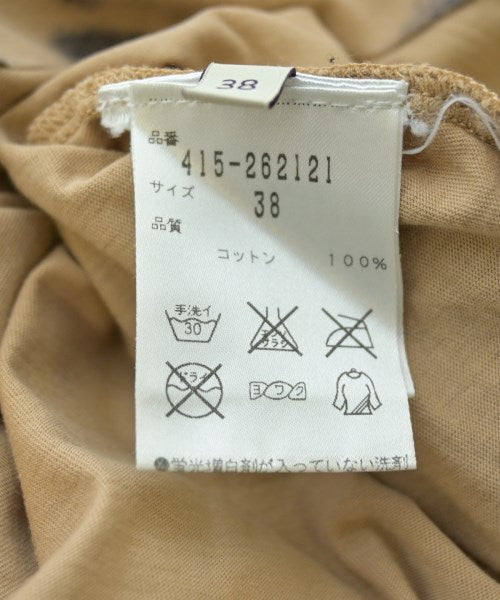 38
品番
415-262121
サイズ
38
品質
コットン 100%
手洗イ
30
エンソ
サラシ
ドライ
ヨワク
蛍光増白剤が入っていない洗剤